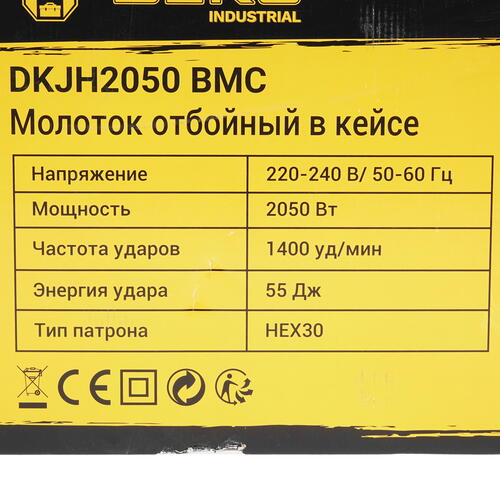 INDUSTRIAL
DKJH2050 BMC
Молоток отбойный в кейсе
Напряжение 220-240 В/ 50-60 Гц
Мощность 2050 Вт
Частота ударов 1400 уд/мин
Энергия удара 55 Дж
Тип патрона HEX30
CE